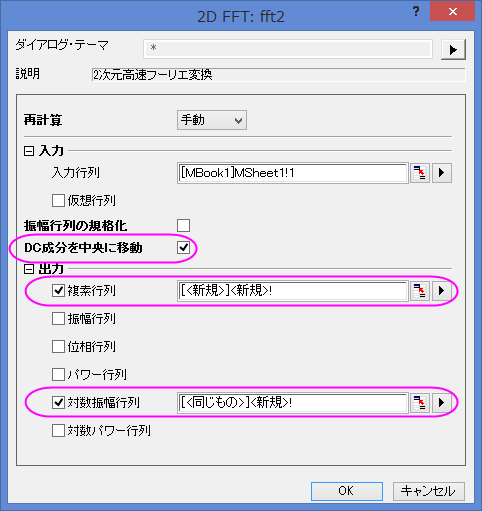 2D FFT: fft2
ダイアログ・テーマ *
説明 2次元高速フーリエ変換
再計算 手動
入力
入力行列 [MBook1]MSheet1!1
仮想行列
振幅行列の規格化
DC成分を中央に移動
出力
複素行列 [<新規>]<新規>!
振幅行列
位相行列
パワー行列
対数振幅行列 [<同じもの>]<新規>!
対数パワー行列
OK キャンセル